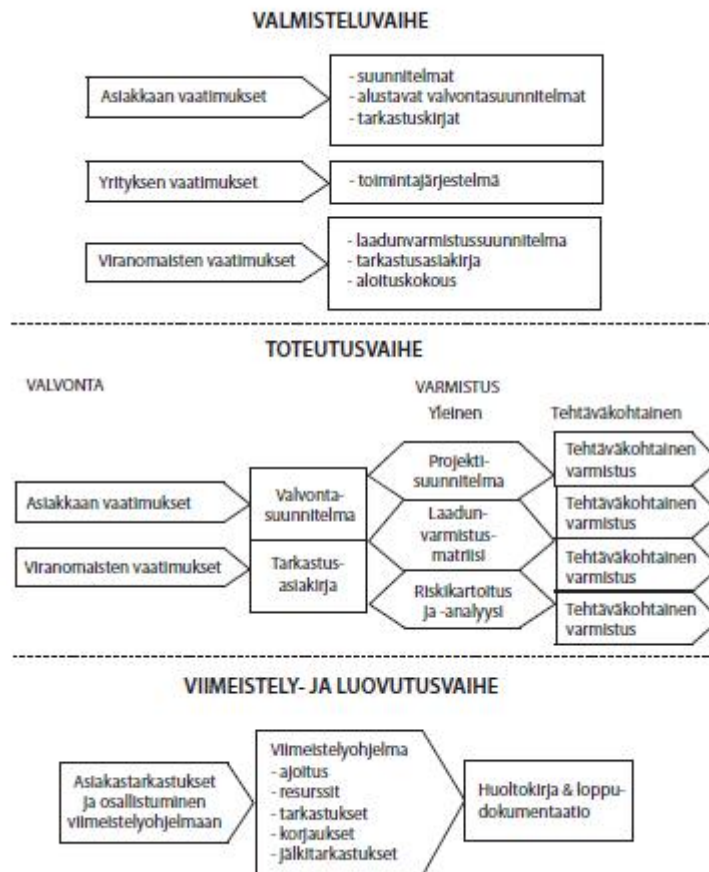 VALMISTELUVAIHE
Asiakkaan vaatimukset
- suunnitelmat
- alustavat valvontasuunnitelmat
- tarkastuskirjat
Yrityksen vaatimukset
- toimintajärjestelmä
Viranomaisten vaatimukset
- laadunvarmistussuunnitelma
- tarkastusasiakirja
- aloituskokous
TOTEUTUSVAIHE
VALVONTA
VARMISTUS
Yleinen
Tehtäväkohtainen
Asiakkaan vaatimukset
Viranomaisten vaatimukset
Valvonta-
suunnitelma
Tarkastus-
asiakirja
Projekti-
suunnitelma
Laadun-
varmistus-
matriisi
Riskikartoitus
ja -analyysi
Tehtäväkohtainen
varmistus
Tehtäväkohtainen
varmistus
Tehtäväkohtainen
varmistus
Tehtäväkohtainen
varmistus
VIIMEISTELY- JA LUOVUTUSVAIHE
Asiakastarkastukset
ja osallistuminen
viimeistelyohjelmaan
Viimeistelyohjelma
- ajoitus
- resurssit
- tarkastukset
- korjaukset
- jälkitarkastukset
Huoltokirja & loppu-
dokumentaatio